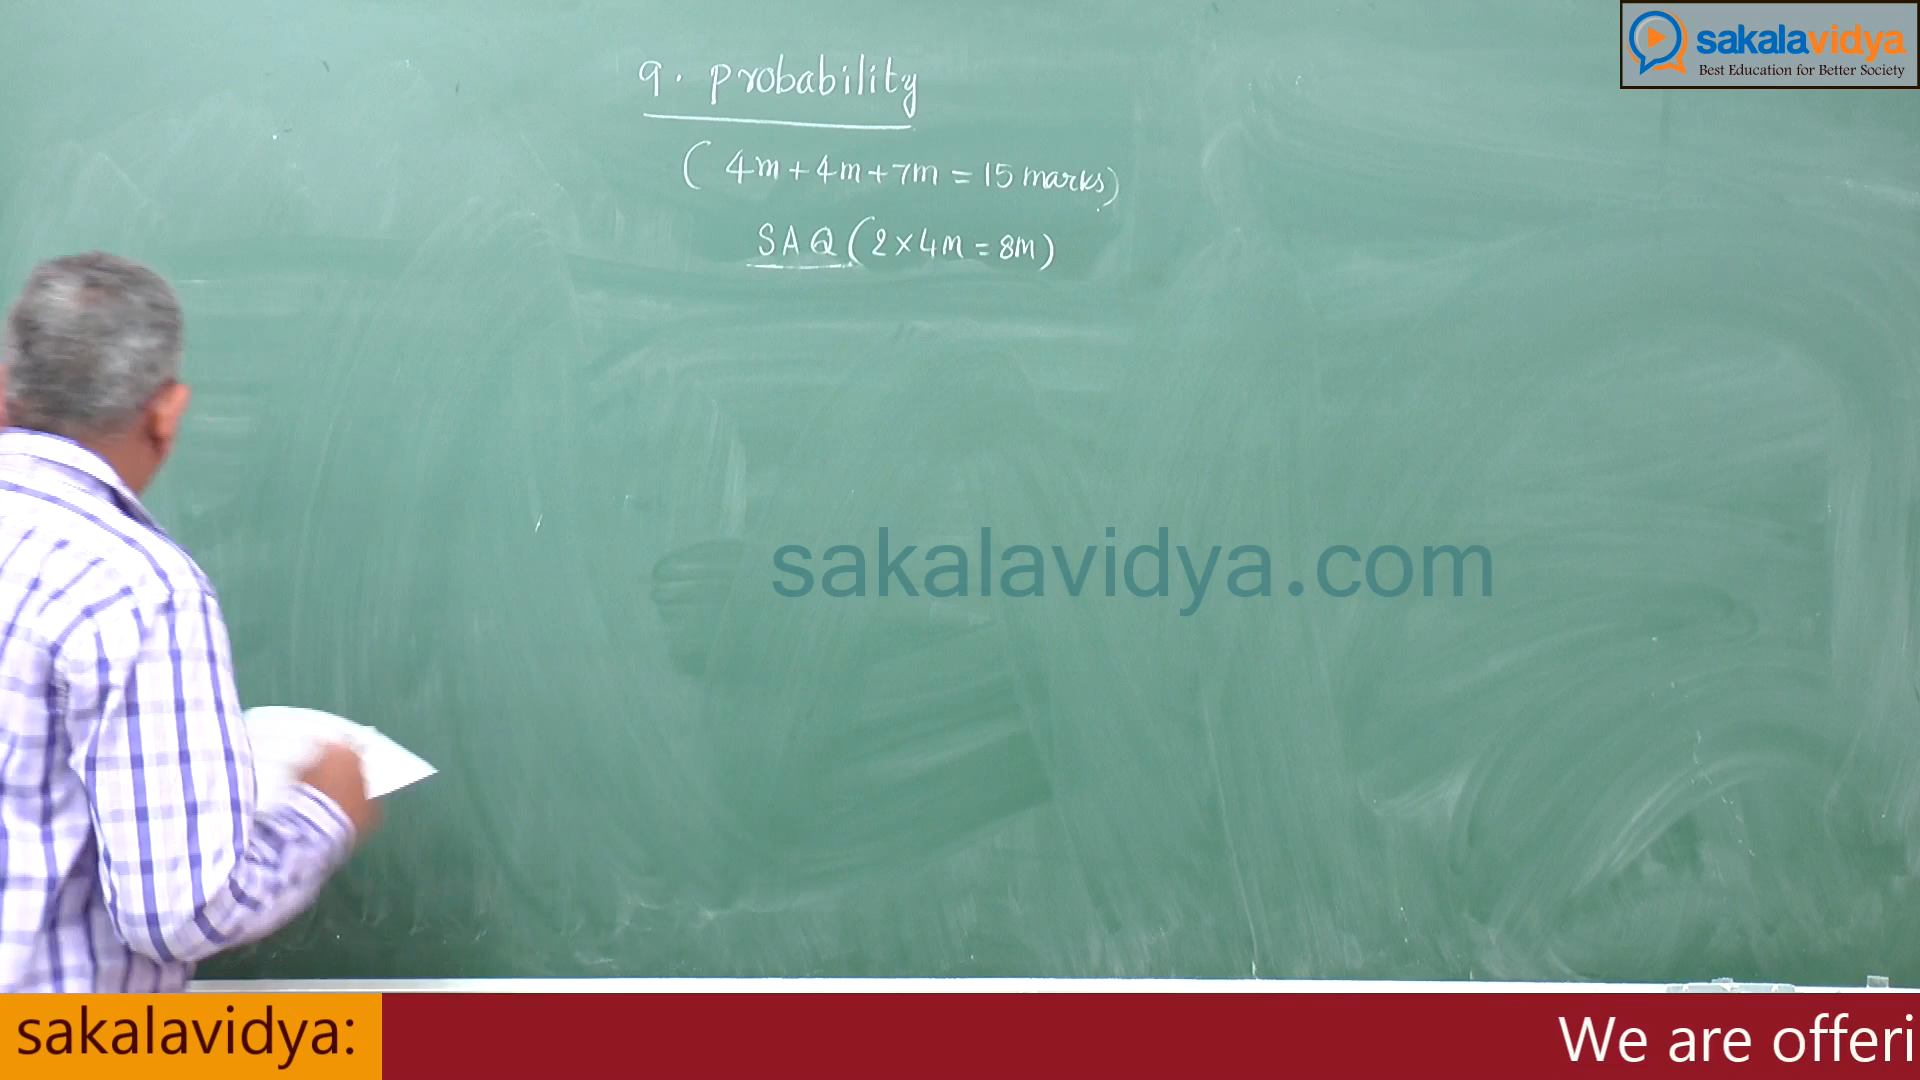 sakalavidya
Best Education for Better Society
9. probability
( 4m + 4m + 7m = 15 marks)
SAQ (2 × 4m = 8m)
sakalavidya.com
sakalavidya:
We are offeri